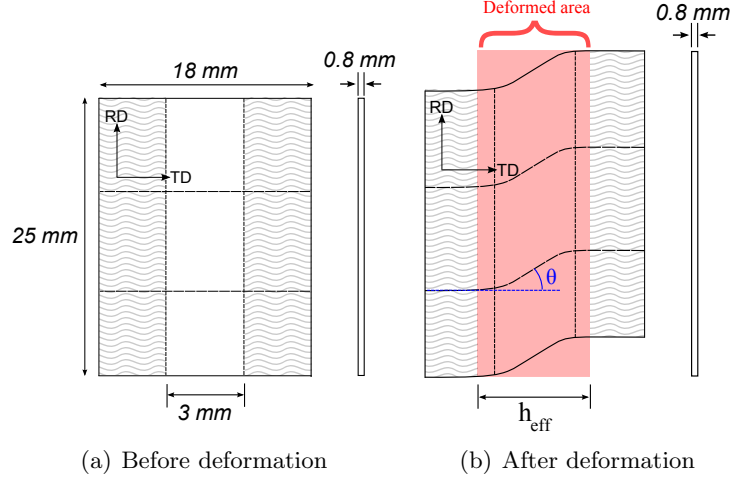 Deformed area
0.8 mm
18 mm
RD
TD
25 mm
3 mm
0.8 mm
RD
TD
θ
heff
(a) Before deformation
(b) After deformation